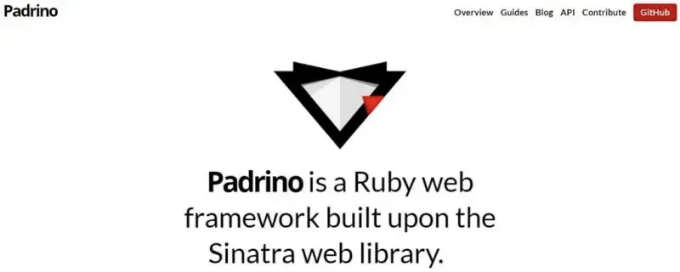 Padrino
Overview Guides Blog API Contribute GitHub
Padrino is a Ruby web
framework built upon the
Sinatra web library.